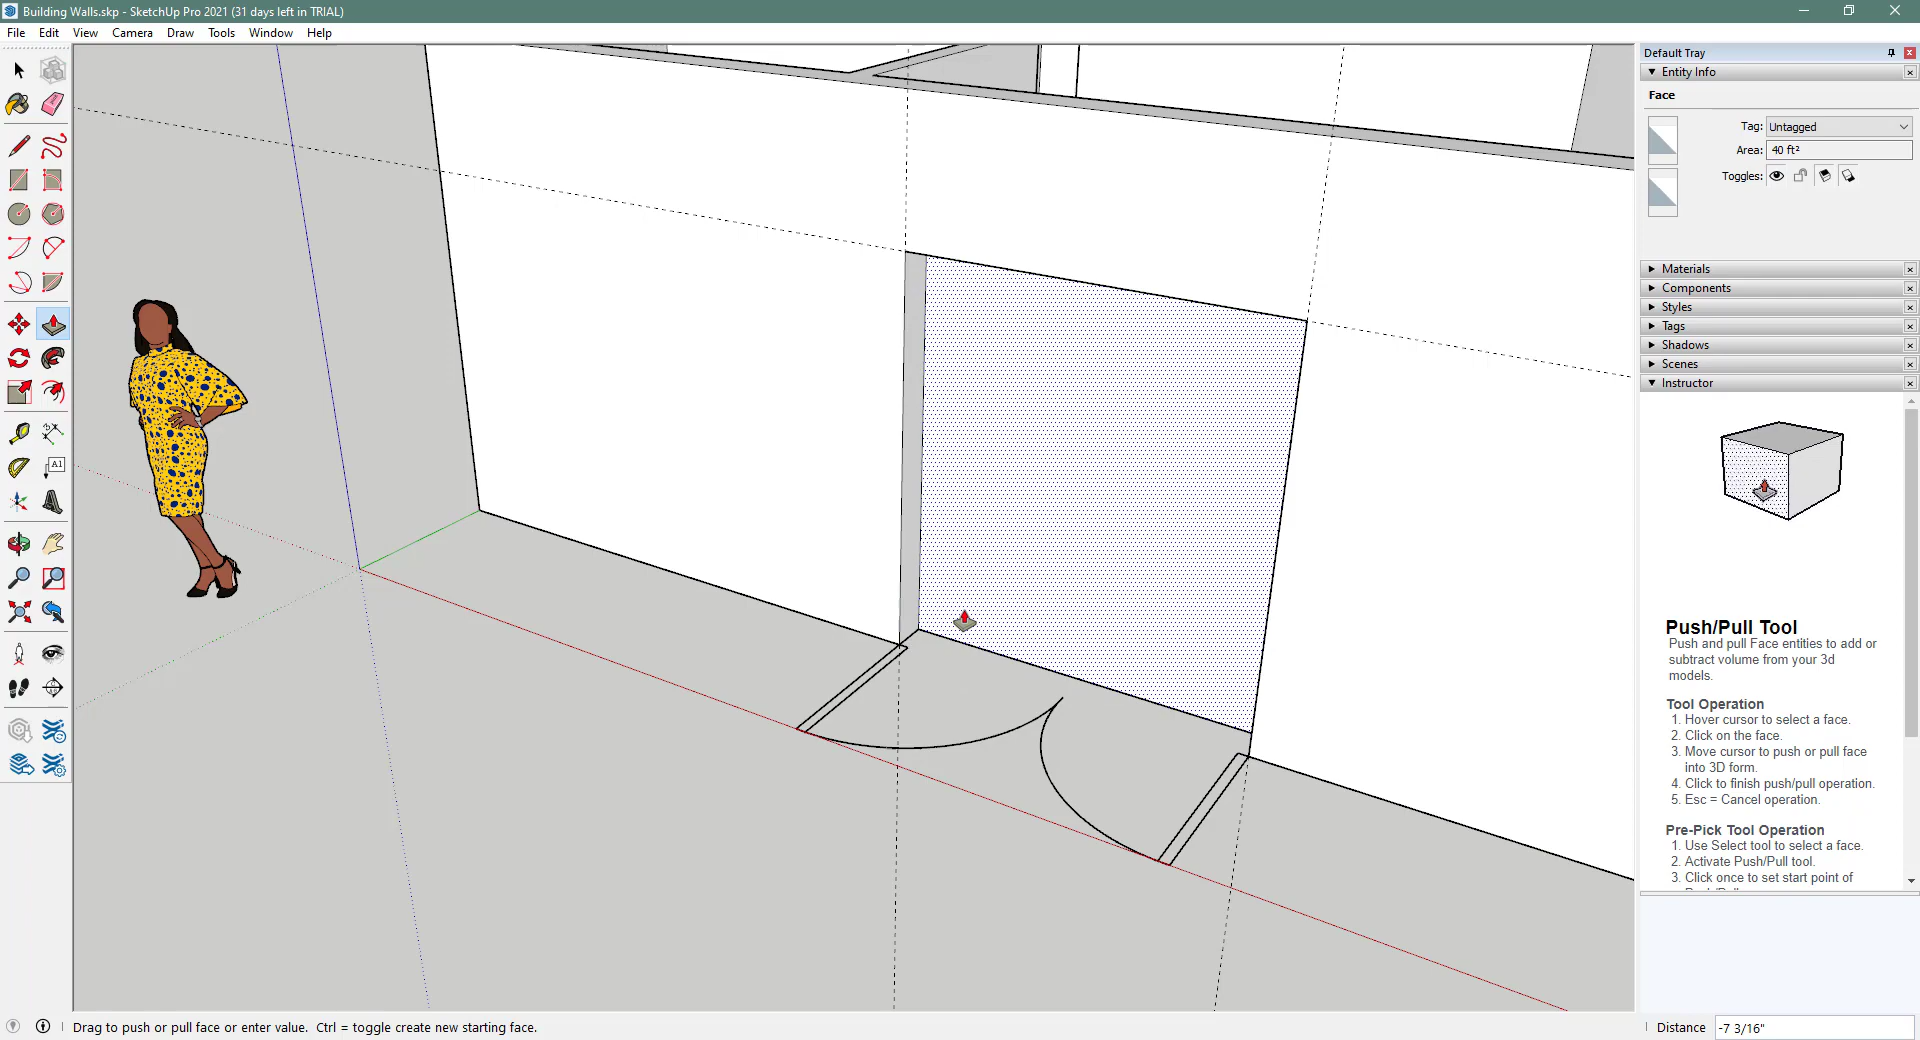 Building Walls.skp - SketchUp Pro 2021 (31 days left in TRIAL)
File Edit View Camera Draw Tools Window Help
Default Tray
Entity Info
Face
Tag: Untagged
Area: 40 ft²
Toggles:
Materials
Components
Styles
Tags
Shadows
Scenes
Instructor
A1
Push/Pull Tool
Push and pull Face entities to add or
subtract volume from your 3d
models.
Tool Operation
1. Hover cursor to select a face.
2. Click on the face.
3. Move cursor to push or pull face
into 3D form.
4. Click to finish push/pull operation.
5. Esc = Cancel operation.
Pre-Pick Tool Operation
1. Use Select tool to select a face.
2. Activate Push/Pull tool.
3. Click once to set start point of
Drag to push or pull face or enter value. Ctrl = toggle create new starting face.
Distance -7 3/16"